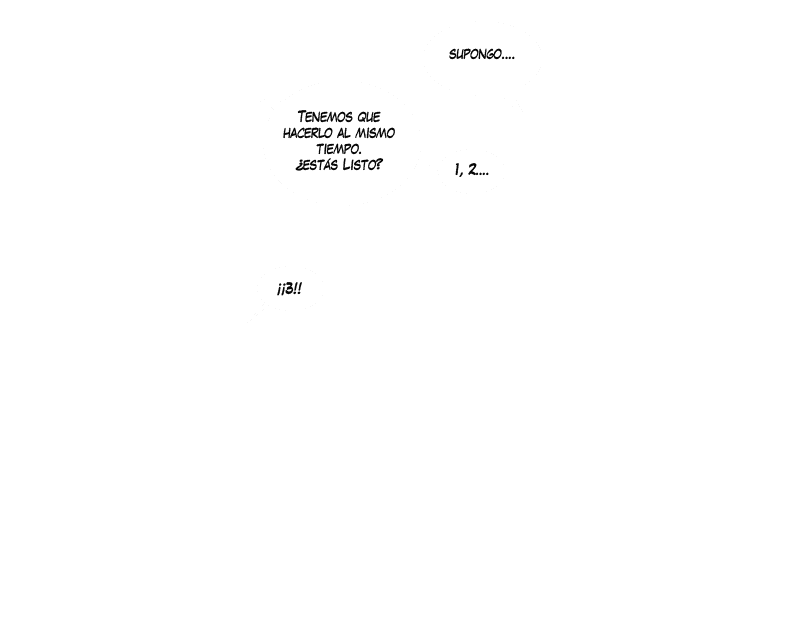 SUPONGO....
TENEMOS QUE
HACERLO AL MISMO
TIEMPO.
¿ESTÁS LISTO?
1, 2....
¡¡3!!